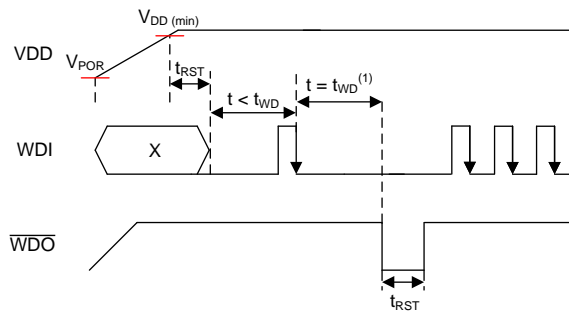 VDD (min)
VDD
VPOR
tRST
t < tWD
t = tWD(1)
WDI
X
WDO
tRST